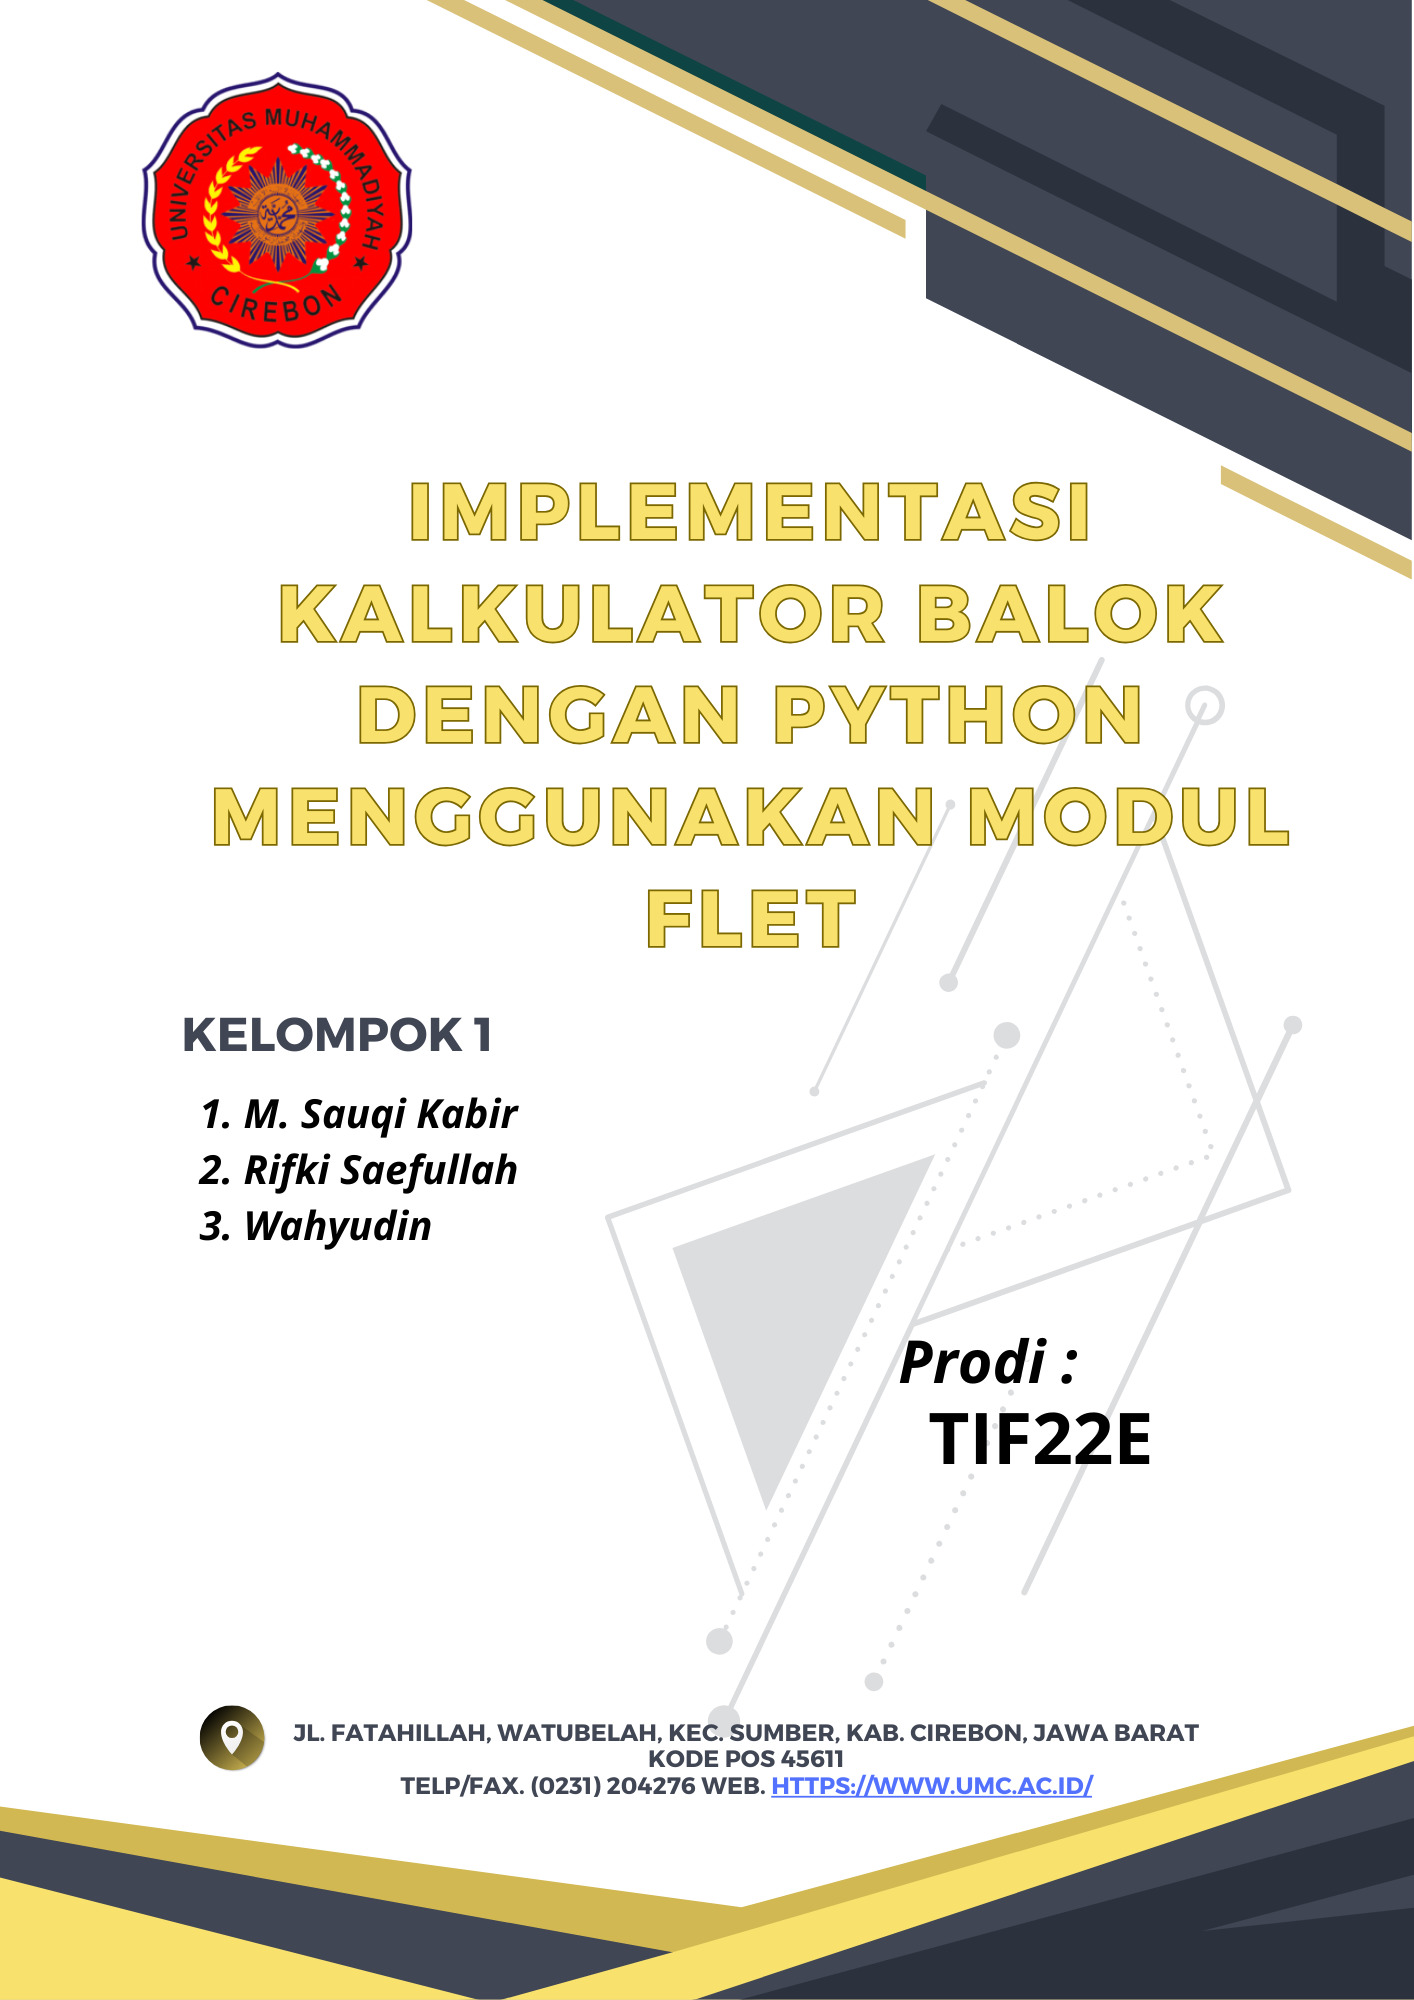 UNIVERSITAS MUHAMMADIYAH
CIREBON
IMPLEMENTASI
KALKULATOR BALOK
DENGAN PYTHON
MENGGUNAKAN MODUL
FLET
KELOMPOK 1
1. M. Sauqi Kabir
2. Rifki Saefullah
3. Wahyudin
Prodi :
TIF22E
JL. FATAHILLAH, WATUBELAH, KEC. SUMBER, KAB. CIREBON, JAWA BARAT
KODE POS 45611
TELP/FAX. (0231) 204276 WEB. HTTPS://WWW.UMC.AC.ID/